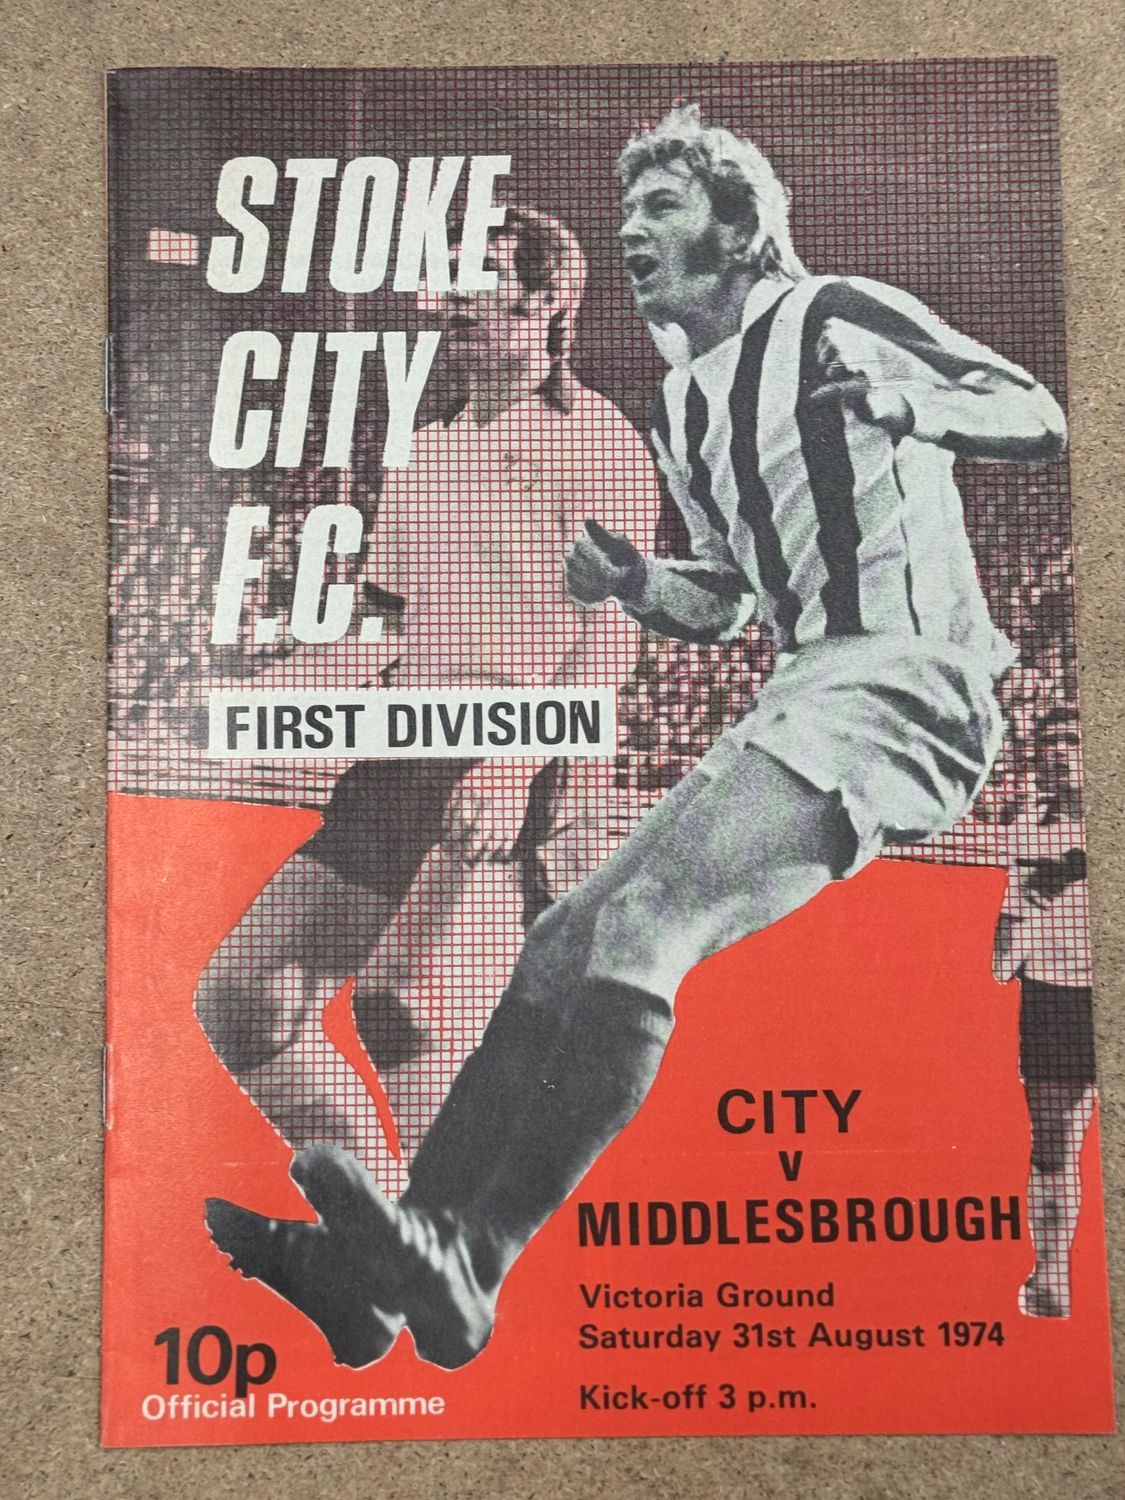 STOKE
CITY
F.C.
FIRST DIVISION
CITY
v
MIDDLESBROUGH
Victoria Ground
Saturday 31st August 1974
Kick-off 3 p.m.
10p
Official Programme